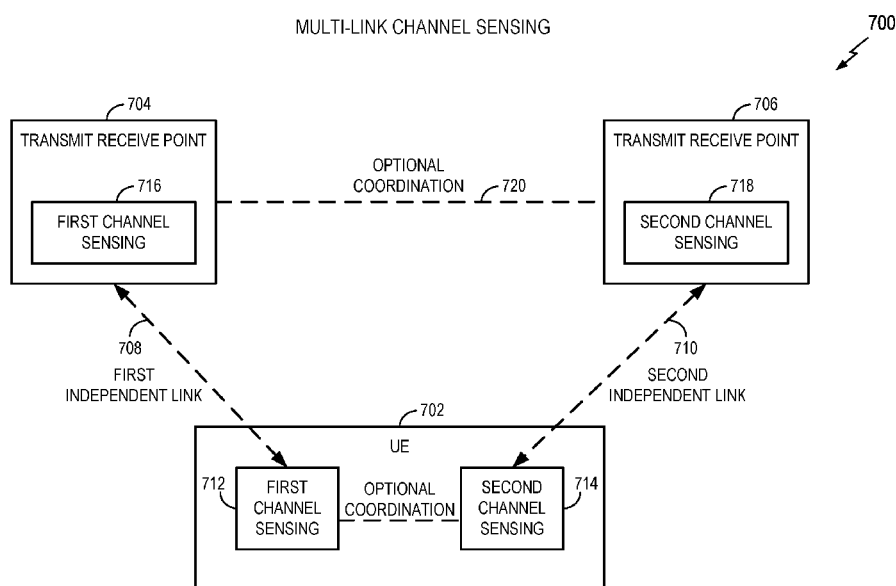 MULTI-LINK CHANNEL SENSING
700
704
TRANSMIT RECEIVE POINT
716
FIRST CHANNEL
SENSING
OPTIONAL
COORDINATION
720
706
TRANSMIT RECEIVE POINT
718
SECOND CHANNEL
SENSING
708
FIRST
INDEPENDENT LINK
710
SECOND
INDEPENDENT LINK
702
UE
712
FIRST
CHANNEL
SENSING
OPTIONAL
COORDINATION
SECOND
CHANNEL
SENSING
714